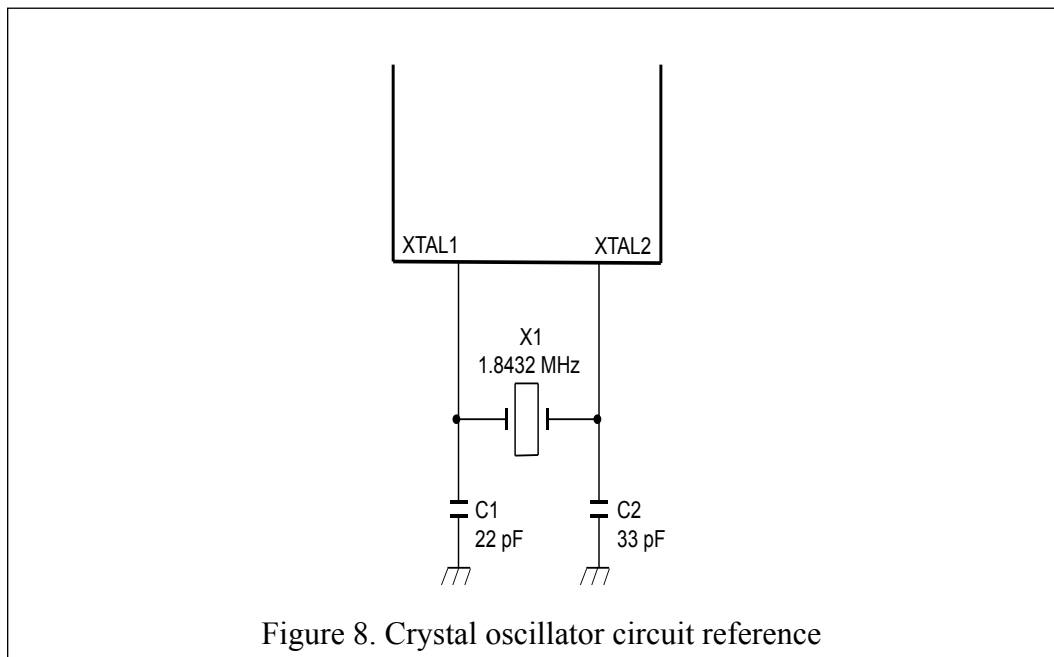 XTAL1 XTAL2
X1
1.8432 MHz
C1 C2
22 pF 33 pF
Figure 8. Crystal oscillator circuit reference